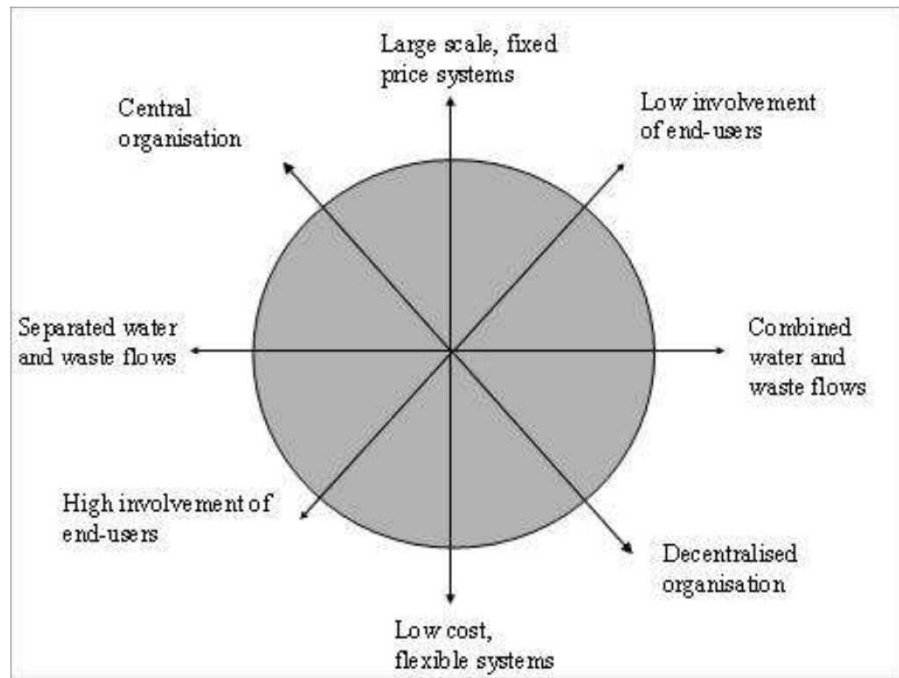 Large scale, fixed
price systems
Central
organisation
Low involvement
of end-users
Separated water
and waste flows
Combined
water and
waste flows
High involvement of
end-users
Decentralised
organisation
Low cost,
flexible systems